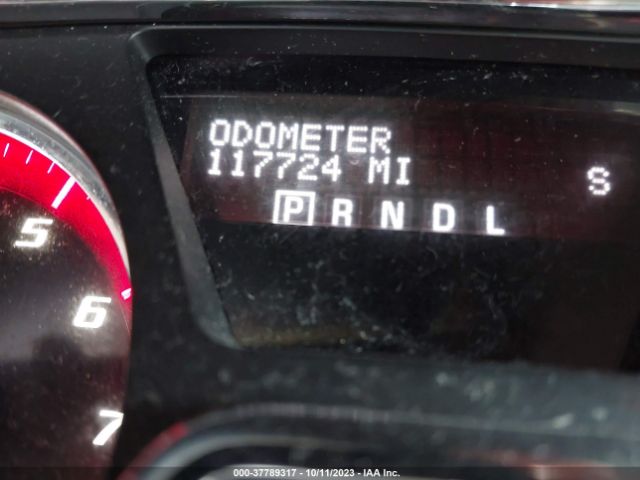 ODOMETER
117724 MI
S
P R N D L
5
6
7
000-37789317 - 10/11/2023 - IAA Inc.